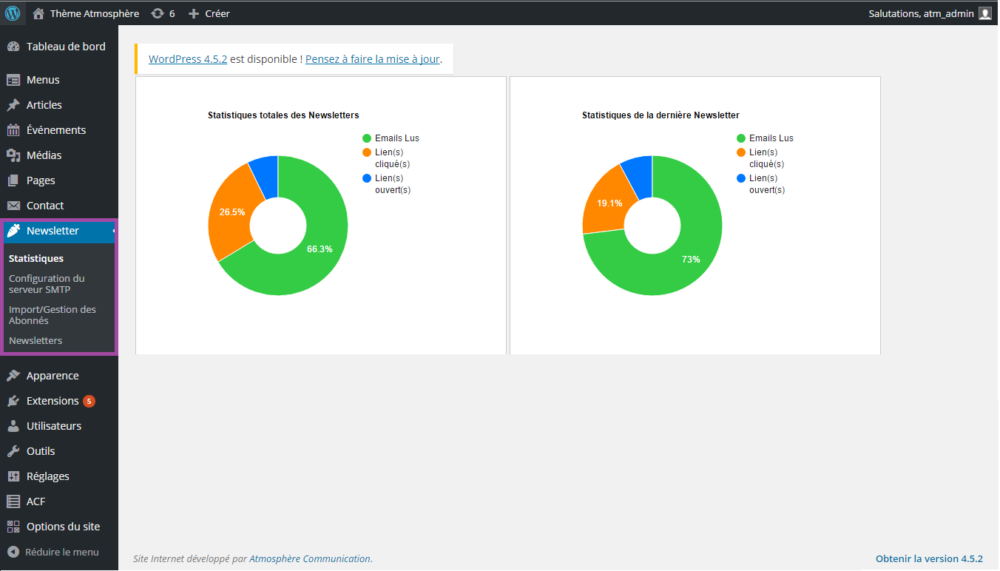 Thème Atmosphère 6 Créer Salutations, atm_admin
Tableau de bord
Menus
Articles
Événements
Médias
Pages
Contact
Newsletter
Statistiques
Configuration du
serveur SMTP
Import/Gestion des
Abonnés
Newsletters
Apparence
Extensions 5
Utilisateurs
Outils
Réglages
ACF
Options du site
Réduire le menu
WordPress 4.5.2 est disponible ! Pensez à faire la mise à jour.
Statistiques totales des Newsletters
Emails Lus
Lien(s)
cliqué(s)
Lien(s)
ouvert(s)
26.5%
66.3%
Statistiques de la dernière Newsletter
Emails Lus
Lien(s)
cliqué(s)
Lien(s)
ouvert(s)
19.1%
73%
Site Internet développé par Atmosphère Communication.
Obtenir la version 4.5.2